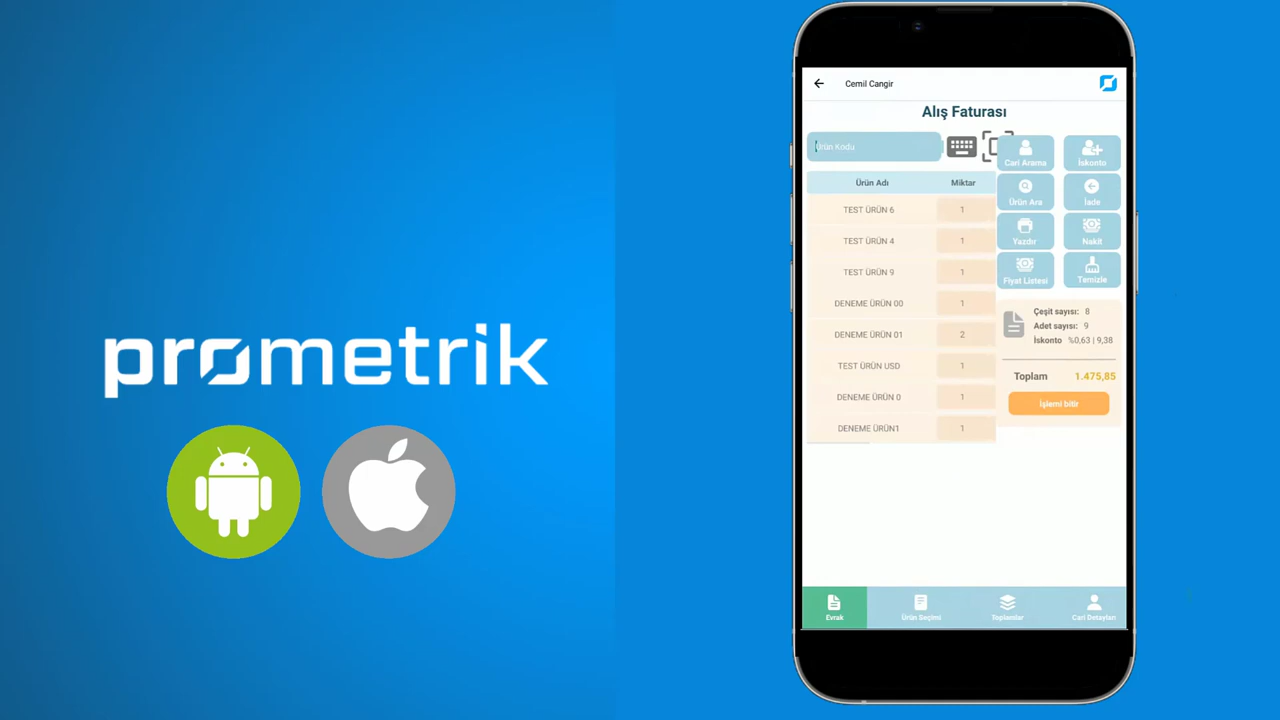 prometrik
Cemil Cangir
Alış Faturası
Ürün Kodu
Cari Arama
İskonto
Ürün Adı
Miktar
Ürün Ara
İade
TEST ÜRÜN 6
1
Yazdır
Nakit
TEST ÜRÜN 4
1
Fiyat Listesi
Temizle
TEST ÜRÜN 9
1
DENEME ÜRÜN 00
1
DENEME ÜRÜN 01
2
TEST ÜRÜN USD
1
DENEME ÜRÜN 0
1
DENEME ÜRÜN1
1
Çeşit sayısı: 8
Adet sayısı: 9
İskonto %0,63 | 9,38
Toplam 1.475,85
İşlemi bitir
Evrak
Ürün Seçimi
Toplamlar
Cari Detayları